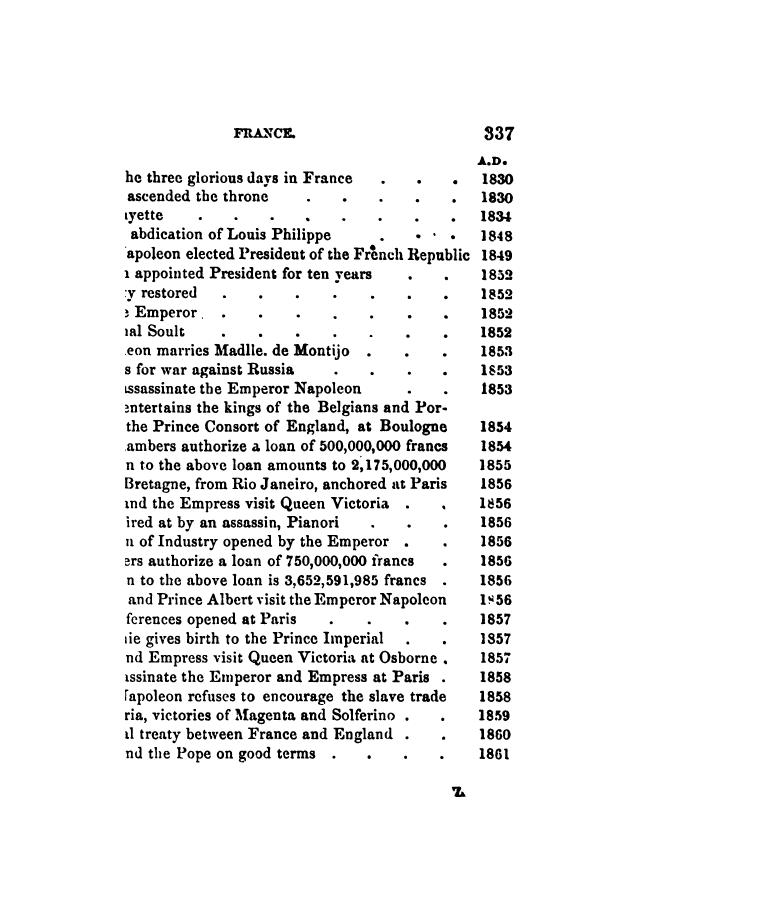 FRANCE. 337
A.D.
he three glorious days in France . . . 1830
ascended the throne . . . . . 1830
yette . . . . . . . . 1834
abdication of Louis Philippe . . . 1848
apoleon elected President of the French Republic 1849
appointed President for ten years . . 1852
y restored . . . . . . . 1852
Emperor . . . . . . . . 1852
al Soult . . . . . . 1852
eon marries Madlle. de Montijo . . . 1853
s for war against Russia . . . . 1853
ssassinate the Emperor Napoleon . . 1853
entertains the kings of the Belgians and Por-
the Prince Consort of England, at Boulogne 1854
ambers authorize a loan of 500,000,000 francs 1854
n to the above loan amounts to 2,175,000,000 1855
Bretagne, from Rio Janeiro, anchored at Paris 1856
and the Empress visit Queen Victoria . . 1856
ired at by an assassin, Pianori . . . 1856
n of Industry opened by the Emperor . . 1856
ers authorize a loan of 750,000,000 francs . 1856
n to the above loan is 3,652,591,985 francs . 1856
and Prince Albert visit the Emperor Napoleon 1856
ferences opened at Paris . . . . 1857
ie gives birth to the Prince Imperial . . 1857
nd Empress visit Queen Victoria at Osborne . 1857
ssinate the Emperor and Empress at Paris . 1858
apoleon refuses to encourage the slave trade 1858
ria, victories of Magenta and Solferino . . 1859
l treaty between France and England . . 1860
nd the Pope on good terms . . . . 1861
Z